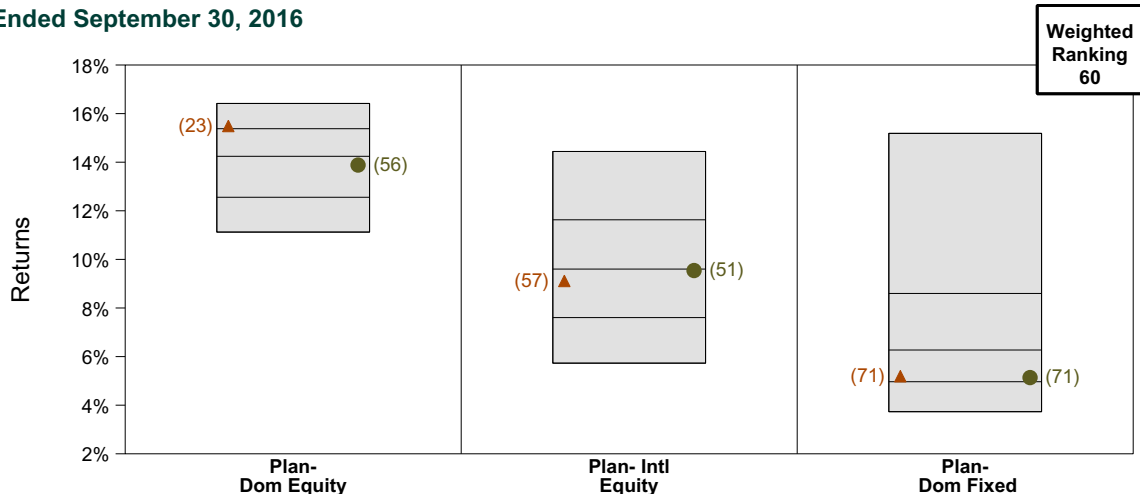 Ended September 30, 2016
Weighted
Ranking
60
18%
16%
14%
12%
10%
8%
6%
4%
2%
Returns
(23)
(56)
(57)
(51)
(71)
(71)
Plan-
Dom Equity
Plan- Intl
Equity
Plan-
Dom Fixed